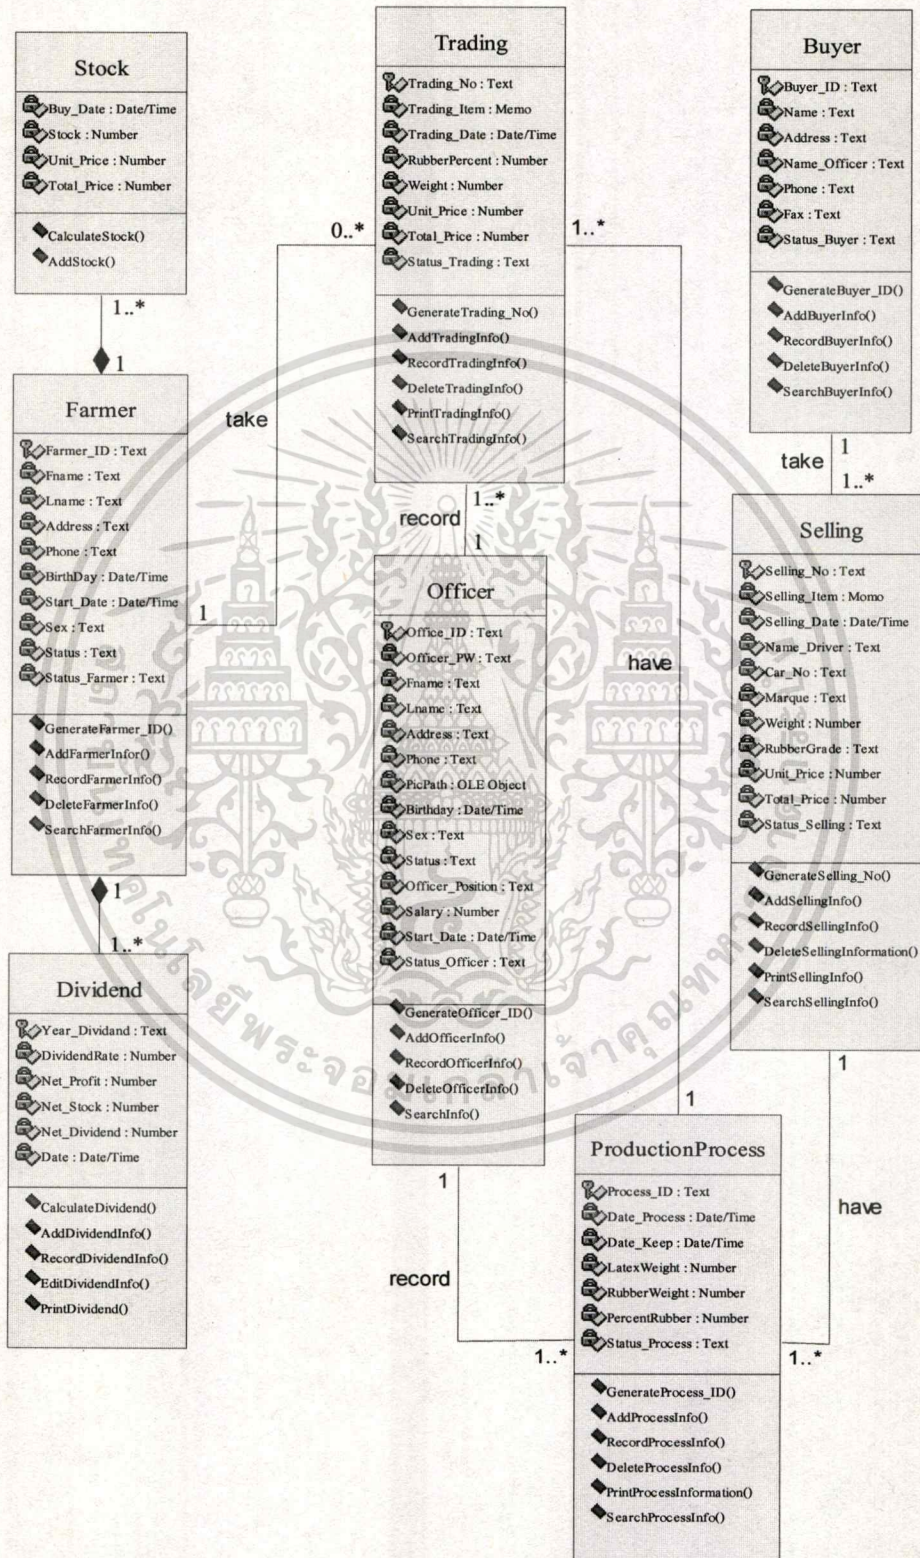 Stock
Buy_Date : Date/Time
Stock : Number
Unit_Price : Number
Total_Price : Number
CalculateStock()
AddStock()
1..*
1
Farmer
Farmer_ID : Text
Fname : Text
Lname : Text
Address : Text
Phone : Text
BirthDay : Date/Time
Start_Date : Date/Time
Sex : Text
Status : Text
Status_Farmer : Text
GenerateFarmer_ID()
AddFarmerInfor()
RecordFarmerInfo()
DeleteFarmerInfo()
SearchFarmerInfo()
1
1..*
Dividend
Year_Dividand : Text
DividendRate : Number
Net_Profit : Number
Net_Stock : Number
Net_Dividend : Number
Date : Date/Time
CalculateDividend()
AddDividendInfo()
RecordDividendInfo()
EditDividendInfo()
PrintDividend()
0..*
take
1
Trading
Trading_No : Text
Trading_Item : Memo
Trading_Date : Date/Time
RubberPercent : Number
Weight : Number
Unit_Price : Number
Total_Price : Number
Status_Trading : Text
GenerateTrading_No()
AddTradingInfo()
RecordTradingInfo()
DeleteTradingInfo()
PrintTradingInfo()
SearchTradingInfo()
1..*
record
1
Officer
Office_ID : Text
Officer_PW : Text
Fname : Text
Lname : Text
Address : Text
Phone : Text
PicPath : OLE Object
Birthday : Date/Time
Sex : Text
Status : Text
Officer_Position : Text
Salary : Number
Start_Date : Date/Time
Status_Officer : Text
GenerateOfficer_ID()
AddOfficerInfo()
RecordOfficerInfo()
DeleteOfficerInfo()
SearchInfo()
1
record
1..*
1..*
have
1
Buyer
Buyer_ID : Text
Name : Text
Address : Text
Name_Officer : Text
Phone : Text
Fax : Text
Status_Buyer : Text
GenerateBuyer_ID()
AddBuyerInfo()
RecordBuyerInfo()
DeleteBuyerInfo()
SearchBuyerInfo()
take
1
1..*
Selling
Selling_No : Text
Selling_Item : Momo
Selling_Date : Date/Time
Name_Driver : Text
Car_No : Text
Marque : Text
Weight : Number
RubberGrade : Text
Unit_Price : Number
Total_Price : Number
Status_Selling : Text
GenerateSelling_No()
AddSellingInfo()
RecordSellingInfo()
DeleteSellingInformation()
PrintSellingInfo()
SearchSellingInfo()
1
have
1..*
ProductionProcess
Process_ID : Text
Date_Process : Date/Time
Date_Keep : Date/Time
LatexWeight : Number
RubberWeight : Number
PercentRubber : Number
Status_Process : Text
GenerateProcess_ID()
AddProcessInfo()
RecordProcessInfo()
DeleteProcessInfo()
PrintProcessInformation()
SearchProcessInfo()